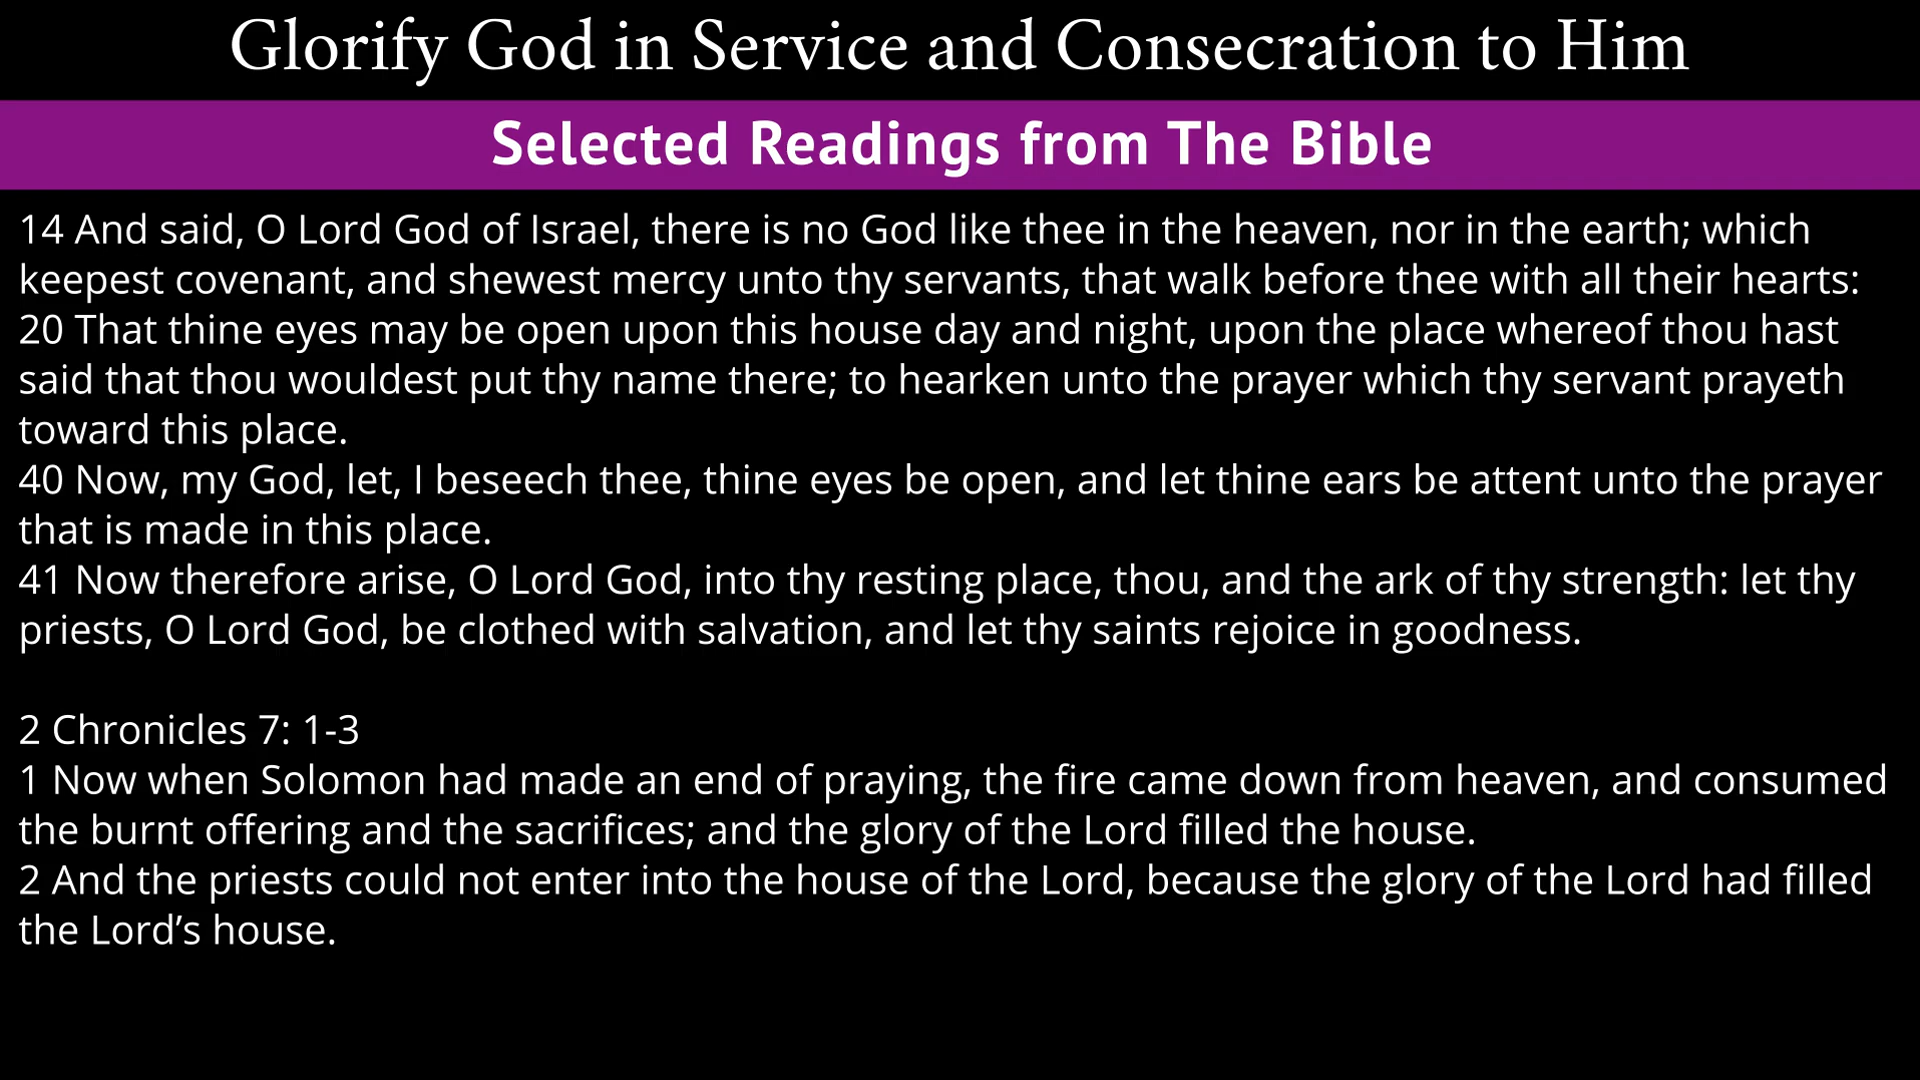 Glorify God in Service and Consecration to Him
Selected Readings from The Bible
14 And said, O Lord God of Israel, there is no God like thee in the heaven, nor in the earth; which
keepest covenant, and shewest mercy unto thy servants, that walk before thee with all their hearts:
20 That thine eyes may be open upon this house day and night, upon the place whereof thou hast
said that thou wouldest put thy name there; to hearken unto the prayer which thy servant prayeth
toward this place.
40 Now, my God, let, I beseech thee, thine eyes be open, and let thine ears be attent unto the prayer
that is made in this place.
41 Now therefore arise, O Lord God, into thy resting place, thou, and the ark of thy strength: let thy
priests, O Lord God, be clothed with salvation, and let thy saints rejoice in goodness.
2 Chronicles 7: 1-3
1 Now when Solomon had made an end of praying, the fire came down from heaven, and consumed
the burnt offering and the sacrifices; and the glory of the Lord filled the house.
2 And the priests could not enter into the house of the Lord, because the glory of the Lord had filled
the Lord’s house.